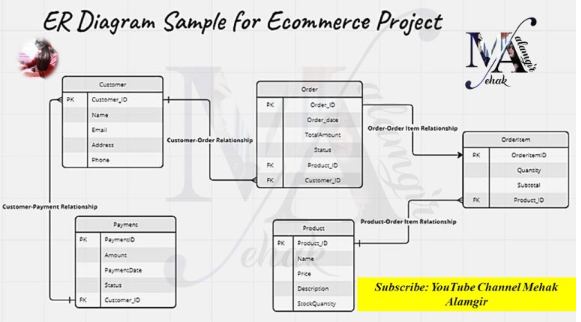 ER Diagram Sample for Ecommerce Project
MA
alamgir
ehak
Customer
PK Customer_ID
Name
Email
Address
Phone
Order
PK Order_ID
Order_date
TotalAmount
Status
FK Product_ID
FK Customer_ID
Customer-Order Relationship
Order-Order Item Relationship
OrderItem
PK OrderItemID
Quantity
Subtotal
FK Product_ID
Customer-Payment Relationship
Payment
PK PaymentID
Amount
PaymentDate
Status
FK Customer_ID
Product
PK Product_ID
Name
Price
Description
StockQuantity
Product-Order Item Relationship
Subscribe: YouTube Channel Mehak
Alamgir